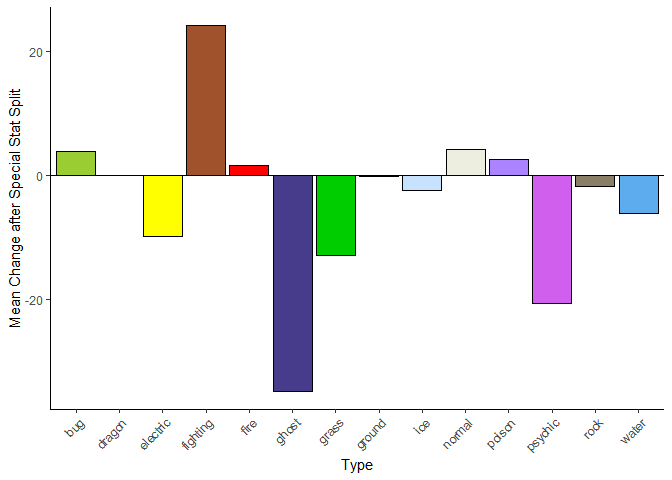 Mean Change after Special Stat Split
20
0
-20
bug
dragon
electric
fighting
fire
ghost
grass
ground
ice
normal
poison
psychic
rock
water
Type